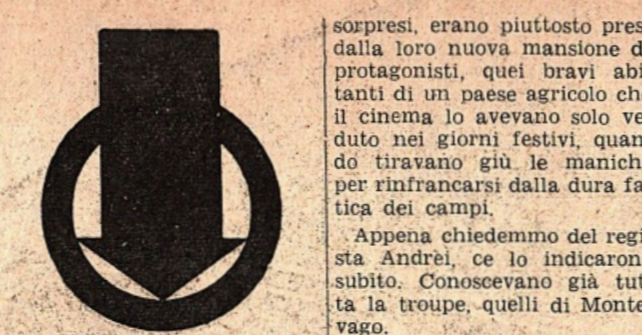 sorpresi, erano piuttosto pres
dalla loro nuova mansione d
protagonisti, quei bravi abi
tanti di un paese agricolo ch
il cinema lo avevano solo ve
duto nei giorni festivi, quan
do tiravano giù le manich
per rinfrancarsi dalla dura fa
tica dei campi.
Appena chiedemmo del regi
sta Andrèi, ce lo indicaron
subito. Conoscevano già tut
ta la troupe, quelli di Monte
vago.